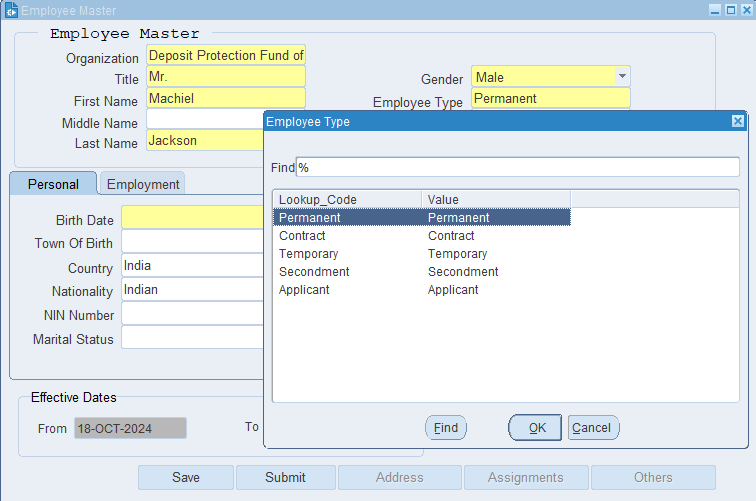 Employee Master
Employee Master
Organization Deposit Protection Fund of
Title Mr. Gender Male
First Name Machiel Employee Type Permanent
Middle Name
Last Name Jackson
Employee Type
Find %
Lookup_Code Value
Permanent Permanent
Contract Contract
Temporary Temporary
Secondment Secondment
Applicant Applicant
Find OK Cancel
Personal Employment
Birth Date
Town Of Birth
Country India
Nationality Indian
NIN Number
Marital Status
Effective Dates
From 18-OCT-2024 To
Save Submit Address Assignments Others